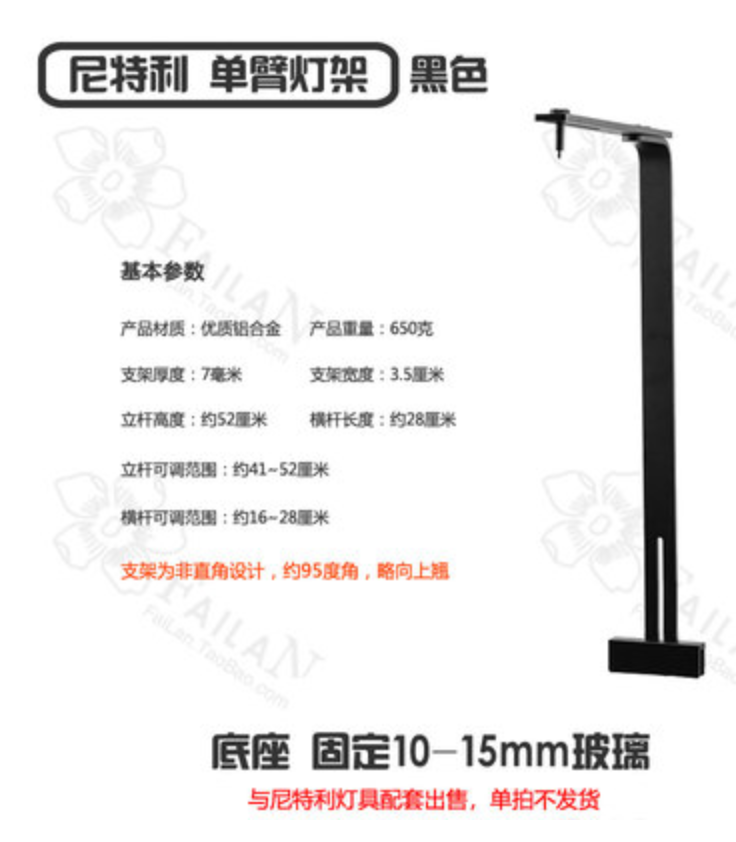 尼特利 单臂灯架 黑色
基本参数
产品材质：优质铝合金 产品重量：650克
支架厚度：7毫米 支架宽度：3.5厘米
立杆高度：约52厘米 横杆长度：约28厘米
立杆可调范围：约41~52厘米
横杆可调范围：约16~28厘米
支架为非直角设计，约95度角，略向上翘
底座 固定10-15mm玻璃
与尼特利灯具配套出售，单拍不发货
FAILAN
FaiLan.TaoBao.com